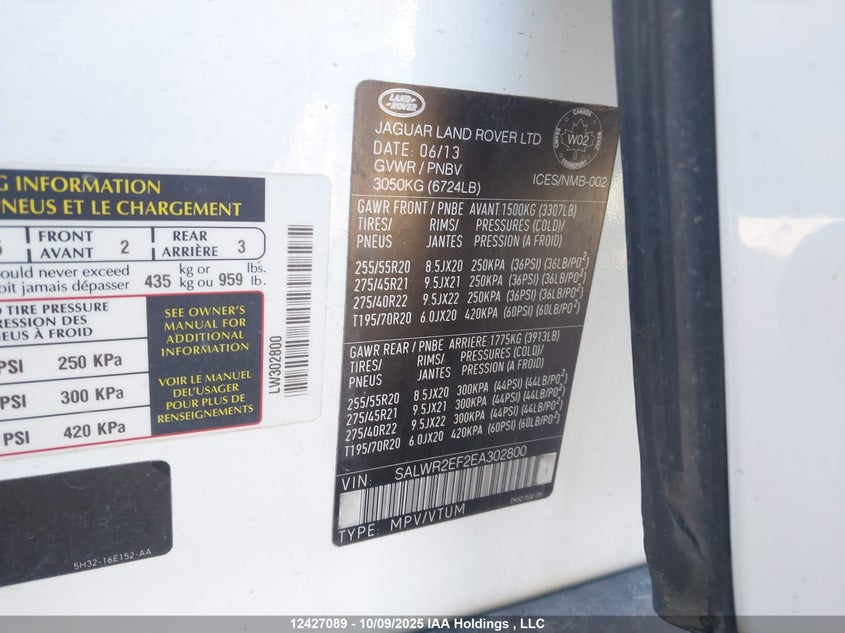 G INFORMATION
PNEUS ET LE CHARGEMENT
FRONT
AVANT 2
REAR
ARRIÈRE 3
ould never exceed
oit jamais dépasser 435 kg or
kg ou 959 lbs.
lb.
TIRE PRESSURE
RESSION DES
NEUS À FROID
PSI 250 KPa
PSI 300 KPa
PSI 420 KPa
SEE OWNER'S
MANUAL FOR
ADDITIONAL
INFORMATION
VOIR LE MANUEL
DE L'USAGER
POUR PLUS DE
RENSEIGNEMENTS
LW302800
5H32-16E152-AA
LAND
ROVER
JAGUAR LAND ROVER LTD
DATE: 06/13
GVWR / PNBV
3050KG (6724LB)
CANADA
W02
TRANSPORT
ICES/NMB-002
GAWR FRONT / PNBE AVANT:1500KG (3307LB)
TIRES/ RIMS/ PRESSURES (COLD)/
PNEUS JANTES PRESSION (A FROID)
255/55R20 8.5JX20 250KPA (36PSI) (36LB/PO²)
275/45R21 9.5JX21 250KPA (36PSI) (36LB/PO²)
275/40R22 9.5JX22 250KPA (36PSI) (36LB/PO²)
T195/70R20 6.0JX20 420KPA (60PSI) (60LB/PO²)
GAWR REAR / PNBE ARRIERE:1775KG (3913LB)
TIRES/ RIMS/ PRESSURES (COLD)/
PNEUS JANTES PRESSION (A FROID)
255/55R20 8.5JX20 300KPA (44PSI) (44LB/PO²)
275/45R21 9.5JX21 300KPA (44PSI) (44LB/PO²)
275/40R22 9.5JX22 300KPA (44PSI) (44LB/PO²)
T195/70R20 6.0JX20 420KPA (60PSI) (60LB/PO²)
VIN: SALWR2EF2EA302800
TYPE: MPV/VTUM
12427089 - 10/09/2025 IAA Holdings , LLC